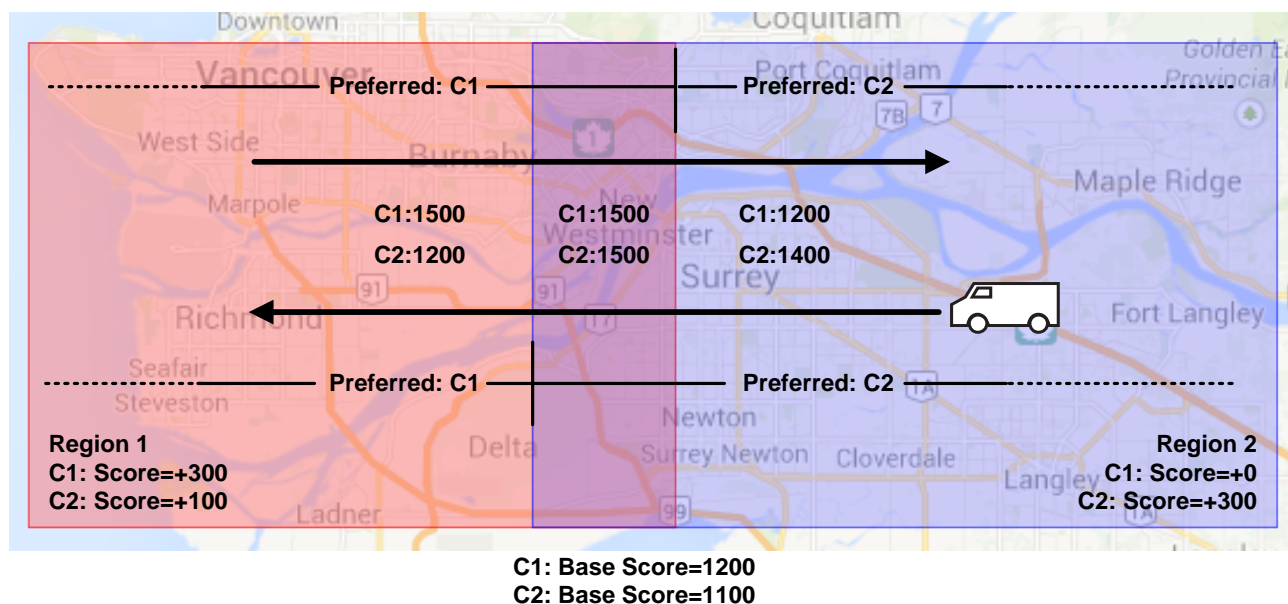 Downtown
Coquitlam
Vancouver
Preferred: C1
Port Coquitlam
Preferred: C2
Golden E
Provincial
7B
7
West Side
Burnaby
1
Maple Ridge
Marpole
C1:1500
C1:1500
New
C1:1200
Westminster
C2:1200
C2:1500
C2:1400
Surrey
91
91
Richmond
17
Fort Langley
Seafair
Preferred: C1
Preferred: C2
1A
Steveston
Newton
Region 1
Delta
Surrey Newton
Cloverdale
Region 2
C1: Score=+300
C1: Score=+0
Langley
C2: Score=+100
C2: Score=+300
Ladner
99
1A
C1: Base Score=1200
C2: Base Score=1100